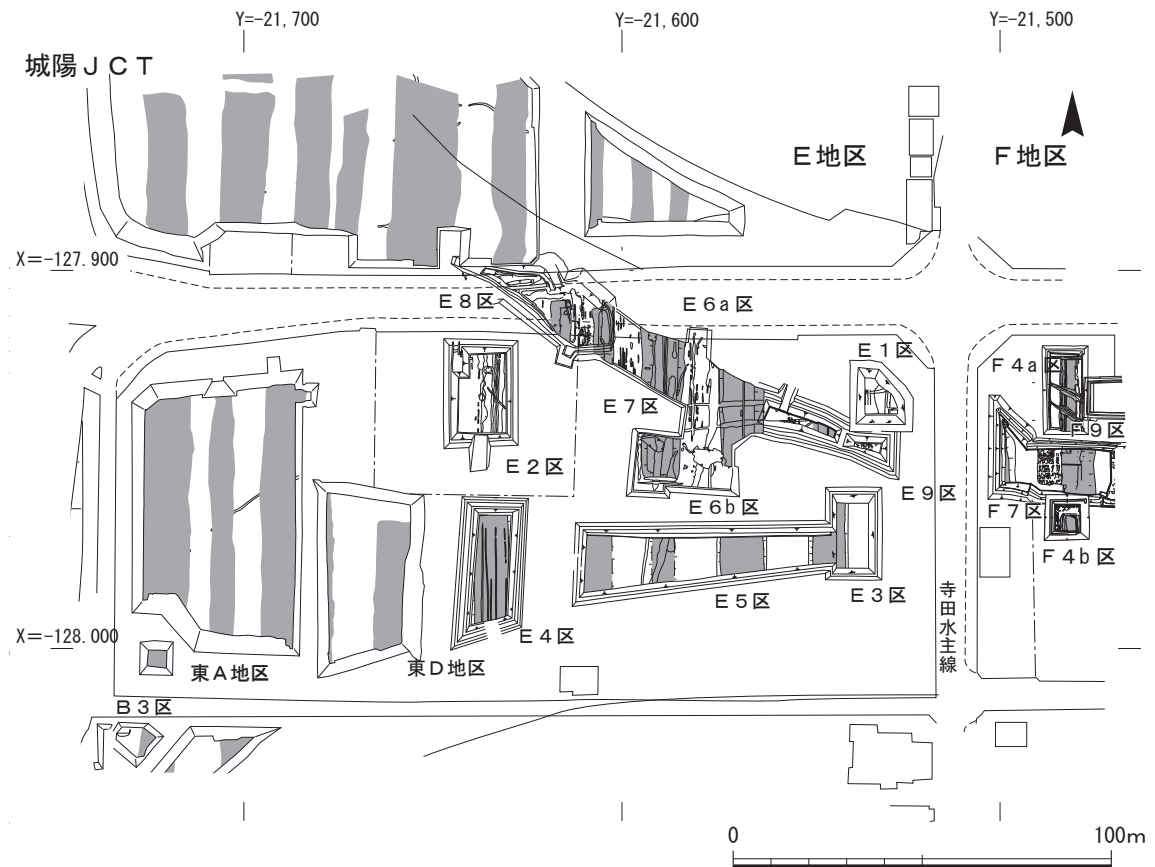 Y=-21,700
Y=-21,600
Y=-21,500
城陽ＪＣＴ
Ｅ地区
Ｆ地区
X=-127.900
Ｅ８区
Ｅ６a区
Ｅ１区
Ｆ４a区
Ｅ７区
Ｆ９区
Ｅ２区
Ｅ９区
Ｅ６b区
Ｆ７区
Ｆ４b区
Ｅ５区
Ｅ３区
寺田水主線
X=-128.000
Ｅ４区
東Ａ地区
東Ｄ地区
Ｂ３区
0
100m